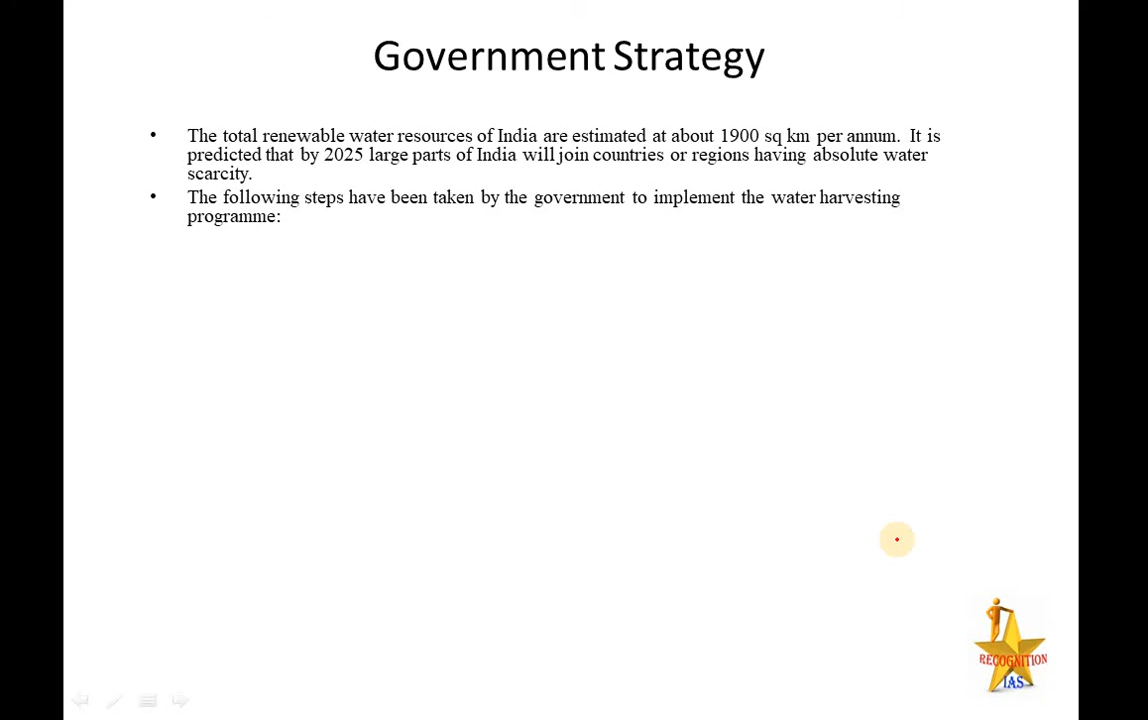 Government Strategy
• The total renewable water resources of India are estimated at about 1900 sq km per annum. It is
predicted that by 2025 large parts of India will join countries or regions having absolute water
scarcity.
• The following steps have been taken by the government to implement the water harvesting
programme:
RECOGNITION
IAS